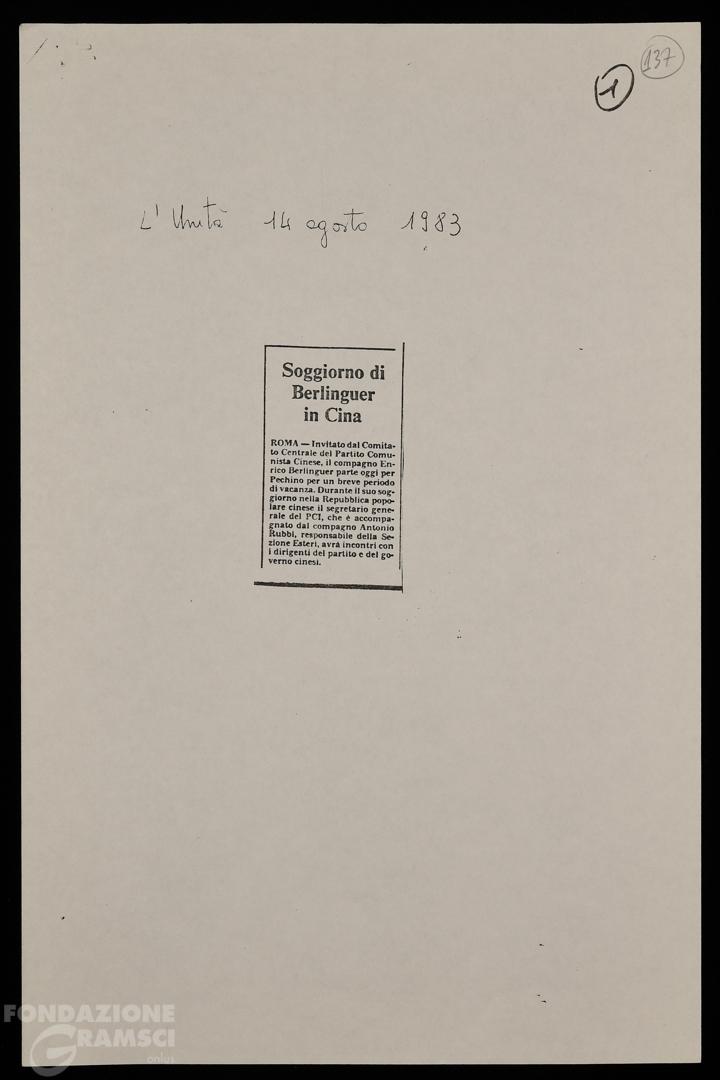 137
1
L'Unità 14 agosto 1983
Soggiorno di
Berlinguer
in Cina
ROMA — Invitato dal Comita-
to Centrale del Partito Comu-
nista Cinese, il compagno En-
rico Berlinguer parte oggi per
Pechino per un breve periodo
di vacanza. Durante il suo sog-
giorno nella Repubblica popo-
lare cinese il segretario gene-
rale del PCI, che è accompa-
gnato dal compagno Antonio
Rubbi, responsabile della Se-
zione Esteri, avrà incontri con
i dirigenti del partito e del go-
verno cinesi.
FONDAZIONE
GRAMSCI
onlus